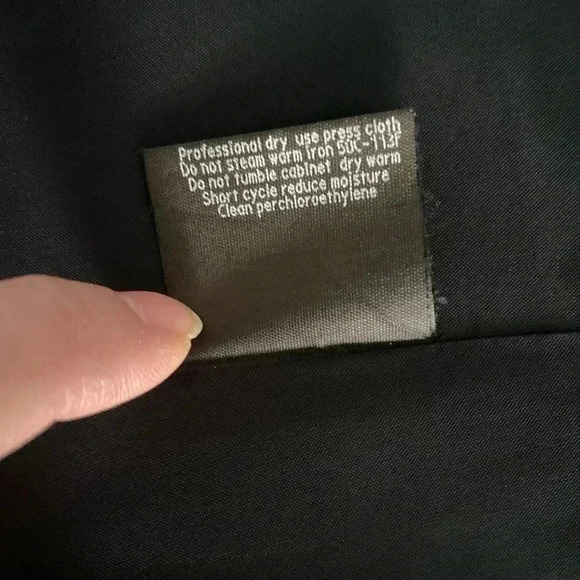 Professional dry use press cloth
Do not steam warm iron 50C-113F
Do not tumble cabinet dry warm
Short cycle reduce moisture
Clean perchloroethylene